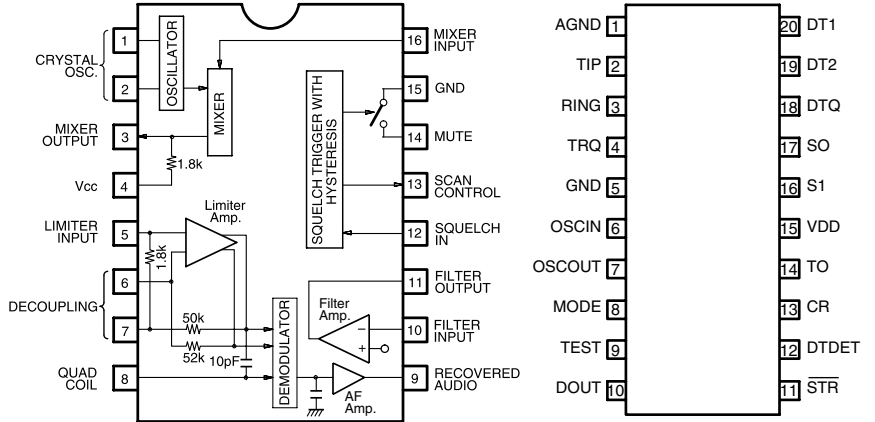 1
CRYSTAL
OSC.
2
OSCILLATOR
MIXER
16
MIXER
INPUT
15
GND
14
MUTE
MIXER
OUTPUT
3
1.8k
4
Vcc
SQUELCH TRIGGER WITH
HYSTERESIS
13
SCAN
CONTROL
12
SQUELCH
IN
LIMITER
INPUT
5
Limiter
Amp.
1.8k
6
DECOUPLING
7
50k
52k
10pF
DEMODULATOR
11
FILTER
OUTPUT
Filter
Amp.
−
+
10
FILTER
INPUT
QUAD
COIL
8
AF
Amp.
9
RECOVERED
AUDIO
AGND 1
TIP 2
RING 3
TRQ 4
GND 5
OSCIN 6
OSCOUT 7
MODE 8
TEST 9
DOUT 10
20 DT1
19 DT2
18 DTQ
17 SO
16 S1
15 VDD
14 TO
13 CR
12 DTDET
11 STR